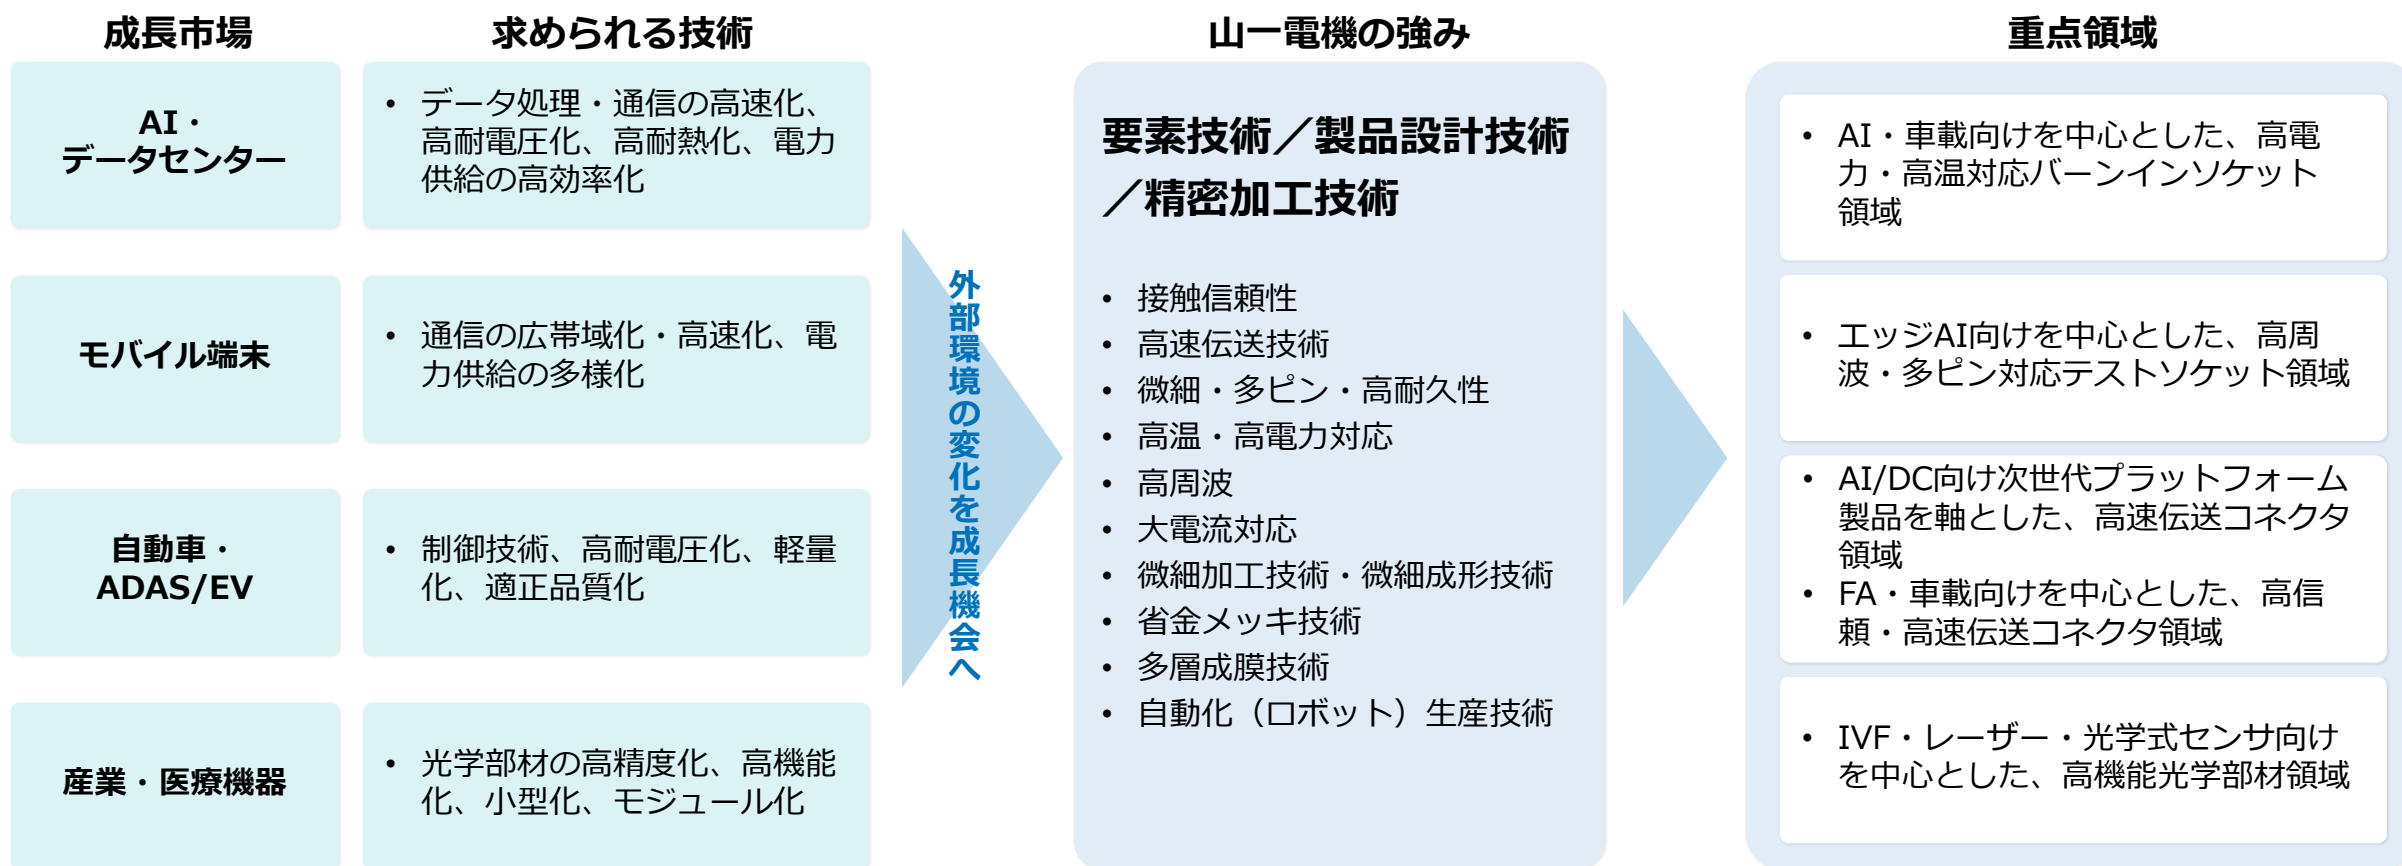 成長市場
求められる技術
山一電機の強み
重点領域
AI・
データセンター
• データ処理・通信の高速化、
高耐電圧化、高耐熱化、電力
供給の高効率化
モバイル端末
• 通信の広帯域化・高速化、電
力供給の多様化
自動車・
ADAS/EV
• 制御技術、高耐電圧化、軽量
化、適正品質化
産業・医療機器
• 光学部材の高精度化、高機能
化、小型化、モジュール化
外部環境の変化を成長機会へ
要素技術／製品設計技術
／精密加工技術
• 接触信頼性
• 高速伝送技術
• 微細・多ピン・高耐久性
• 高温・高電力対応
• 高周波
• 大電流対応
• 微細加工技術・微細成形技術
• 省金メッキ技術
• 多層成膜技術
• 自動化（ロボット）生産技術
• AI・車載向けを中心とした、高電
力・高温対応バーンインソケット
領域
• エッジAI向けを中心とした、高周
波・多ピン対応テストソケット領域
• AI/DC向け次世代プラットフォーム
製品を軸とした、高速伝送コネクタ
領域
• FA・車載向けを中心とした、高信
頼・高速伝送コネクタ領域
• IVF・レーザー・光学式センサ向け
を中心とした、高機能光学部材領域